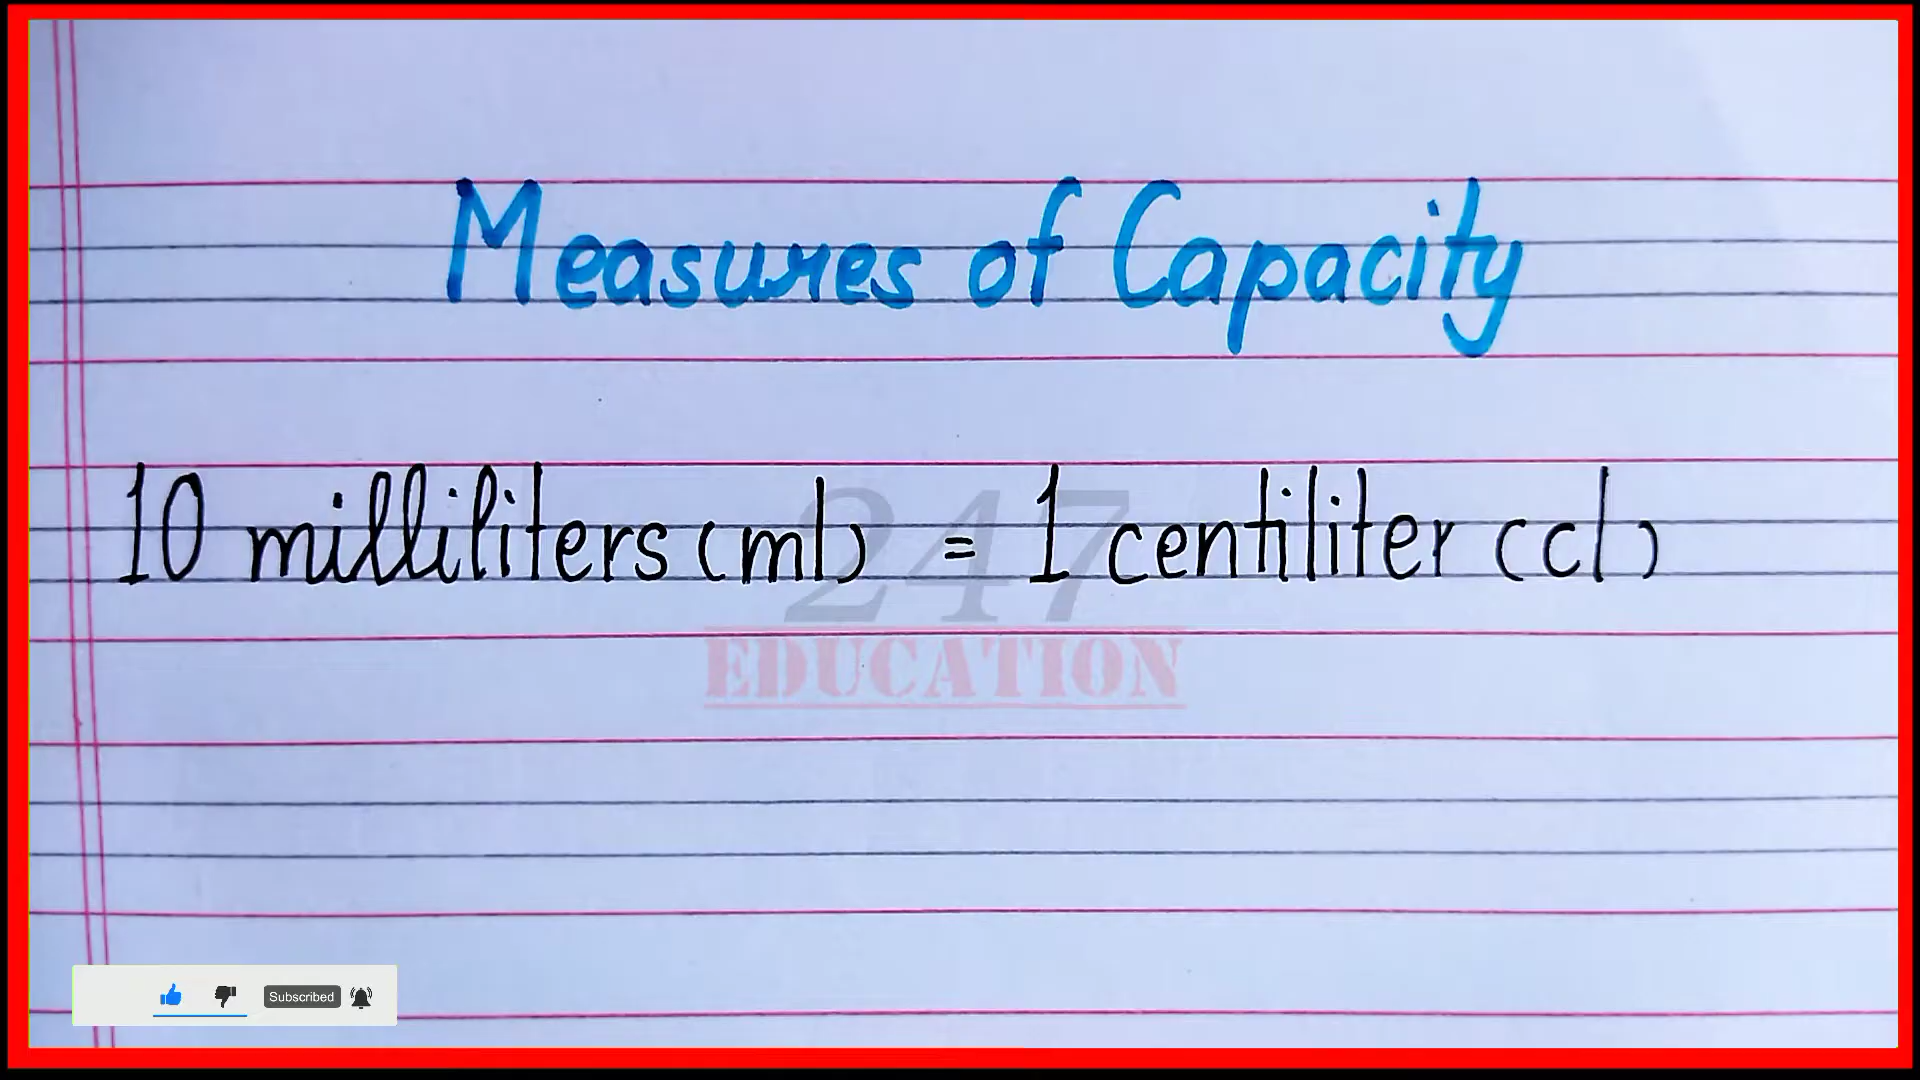 Measures of Capacity
10 milliliters (ml) = 1 centiliter (cl)
247
EDUCATION
Subscribed